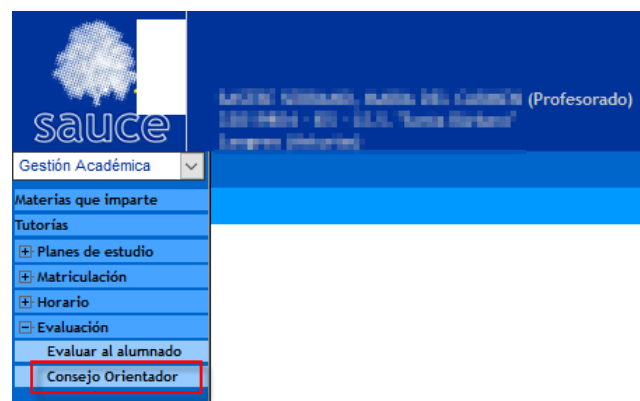 sauce
(Profesorado)
Gestión Académica
Materias que imparte
Tutorías
Planes de estudio
Matriculación
Horario
Evaluación
Evaluar al alumnado
Consejo Orientador